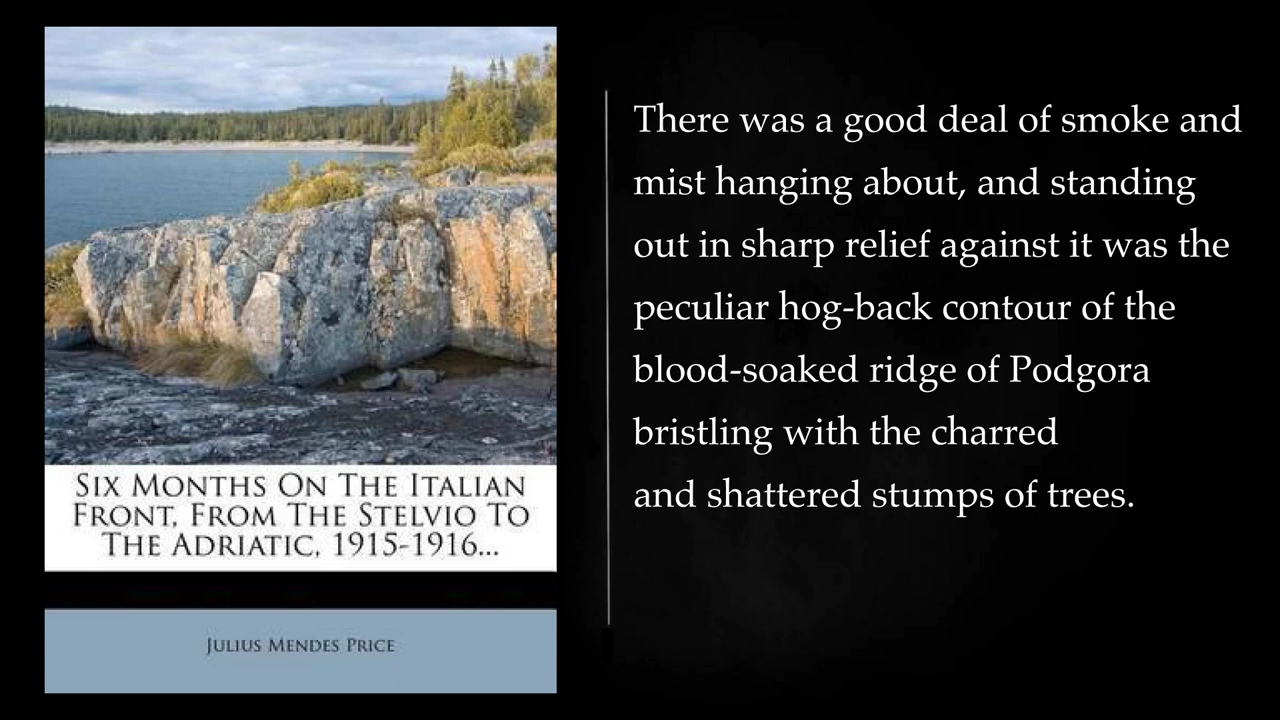 There was a good deal of smoke and
mist hanging about, and standing
out in sharp relief against it was the
peculiar hog-back contour of the
blood-soaked ridge of Podgora
bristling with the charred
and shattered stumps of trees.
Six Months On The Italian
Front, From The Stelvio To
The Adriatic, 1915-1916...
Julius Mendes Price